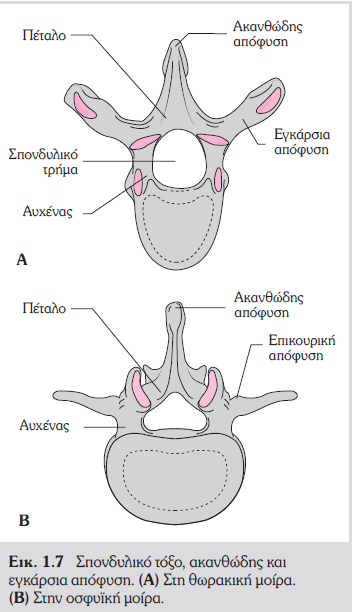 Πέταλο
Ακανθώδης
απόφυση
Εγκάρσια
απόφυση
Σπονδυλικό
τρήμα
Αυχένας
Α
Πέταλο
Ακανθώδης
απόφυση
Επικουρική
απόφυση
Αυχένας
Β
Εικ. 1.7 Σπονδυλικό τόξο, ακανθώδης και
εγκάρσια απόφυση. (Α) Στη θωρακική μοίρα.
(Β) Στην οσφυϊκή μοίρα.